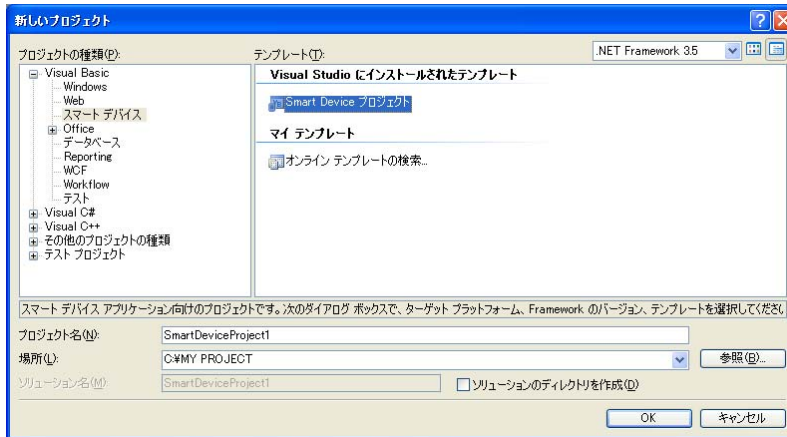 新しいプロジェクト
プロジェクトの種類(P):
テンプレート(T):
.NET Framework 3.5
Visual Basic
Windows
Web
スマート デバイス
Office
データベース
Reporting
WCF
Workflow
テスト
Visual C#
Visual C++
その他のプロジェクトの種類
テスト プロジェクト
Visual Studio にインストールされたテンプレート
Smart Device プロジェクト
マイ テンプレート
オンライン テンプレートの検索...
スマート デバイス アプリケーション向けのプロジェクトです。次のダイアログ ボックスで、ターゲット プラットフォーム、Framework のバージョン、テンプレートを選択してください
プロジェクト名(N):
SmartDeviceProject1
場所(L):
C:¥MY PROJECT
参照(B)...
ソリューション名(M)
SmartDeviceProject1
ソリューションのディレクトリを作成(D)
OK
キャンセル